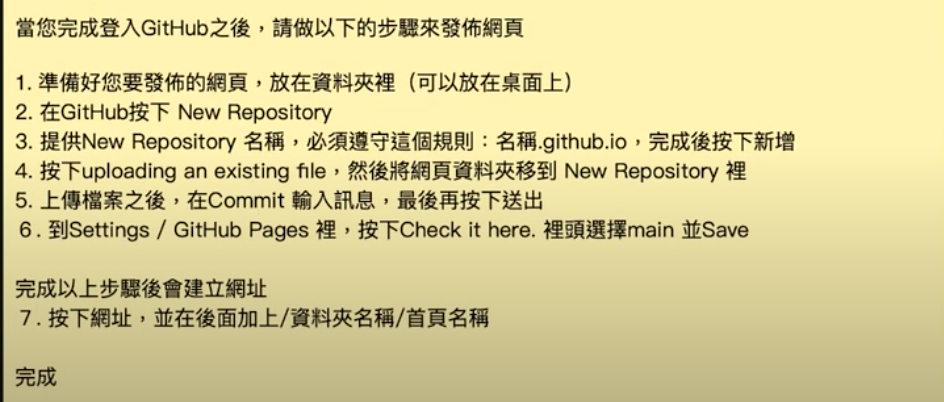 當您完成登入GitHub之後，請做以下的步驟來發佈網頁
1. 準備好您要發佈的網頁，放在資料夾裡（可以放在桌面上）
2. 在GitHub按下 New Repository
3. 提供New Repository 名稱，必須遵守這個規則：名稱.github.io，完成後按下新增
4. 按下uploading an existing file，然後將網頁資料夾移到 New Repository 裡
5. 上傳檔案之後，在Commit 輸入訊息，最後再按下送出
６. 到Settings / GitHub Pages 裡，按下Check it here. 裡頭選擇main 並Save
完成以上步驟後會建立網址
７. 按下網址，並在後面加上/資料夾名稱/首頁名稱
完成